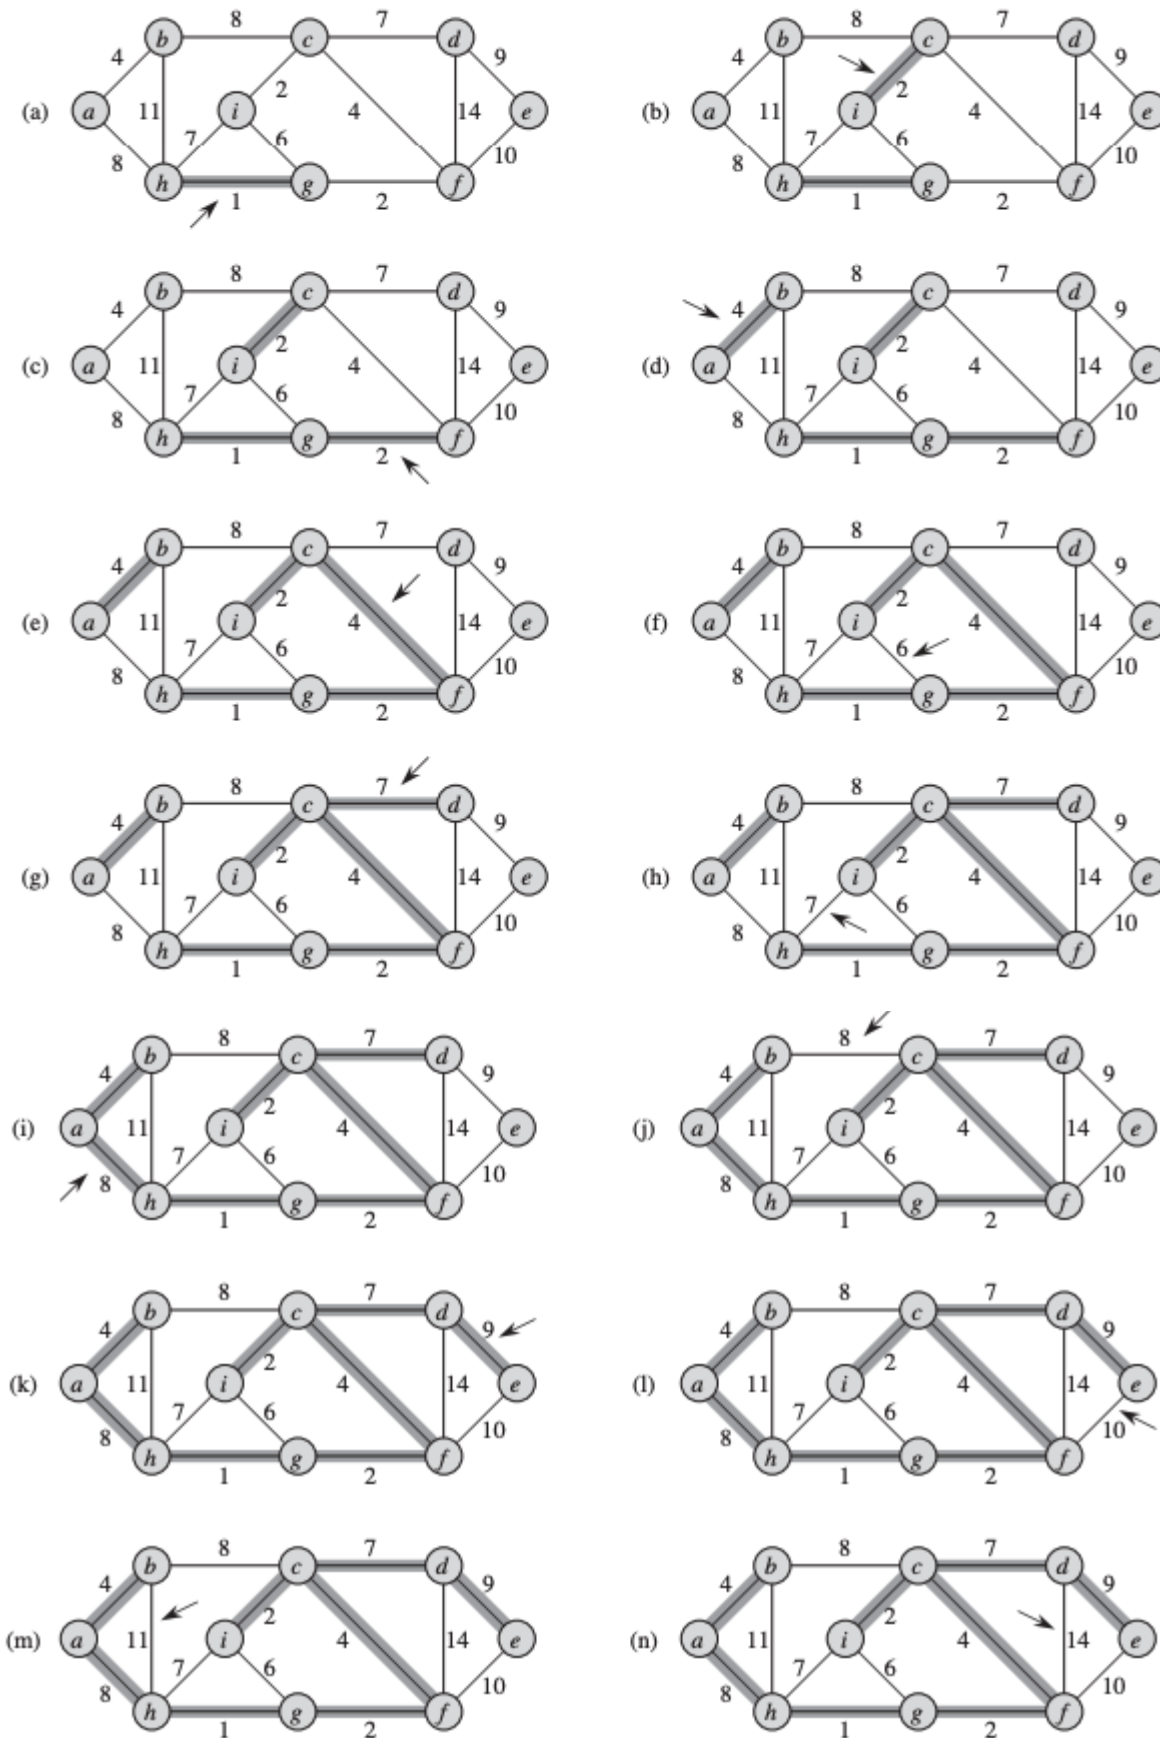 8 7
b c d
4 9
2
(a) a 11 i 4 14 e
7 6
8 10
h g f
1 2
8 7
b c d
4 9
2
(b) a 11 i 4 14 e
7 6
8 10
h g f
1 2
8 7
b c d
4 9
2
(c) a 11 i 4 14 e
7 6
8 10
h g f
1 2
8 7
b c d
4 9
2
(d) a 11 i 4 14 e
7 6
8 10
h g f
1 2
8 7
b c d
4 9
2
(e) a 11 i 4 14 e
7 6
8 10
h g f
1 2
8 7
b c d
4 9
2
(f) a 11 i 4 14 e
7 6
8 10
h g f
1 2
8 7
b c d
4 9
2
(g) a 11 i 4 14 e
7 6
8 10
h g f
1 2
8 7
b c d
4 9
2
(h) a 11 i 4 14 e
7 6
8 10
h g f
1 2
8 7
b c d
4 9
2
(i) a 11 i 4 14 e
7 6
8 10
h g f
1 2
8 7
b c d
4 9
2
(j) a 11 i 4 14 e
7 6
8 10
h g f
1 2
8 7
b c d
4 9
2
(k) a 11 i 4 14 e
7 6
8 10
h g f
1 2
8 7
b c d
4 9
2
(l) a 11 i 4 14 e
7 6
8 10
h g f
1 2
8 7
b c d
4 9
2
(m) a 11 i 4 14 e
7 6
8 10
h g f
1 2
8 7
b c d
4 9
2
(n) a 11 i 4 14 e
7 6
8 10
h g f
1 2